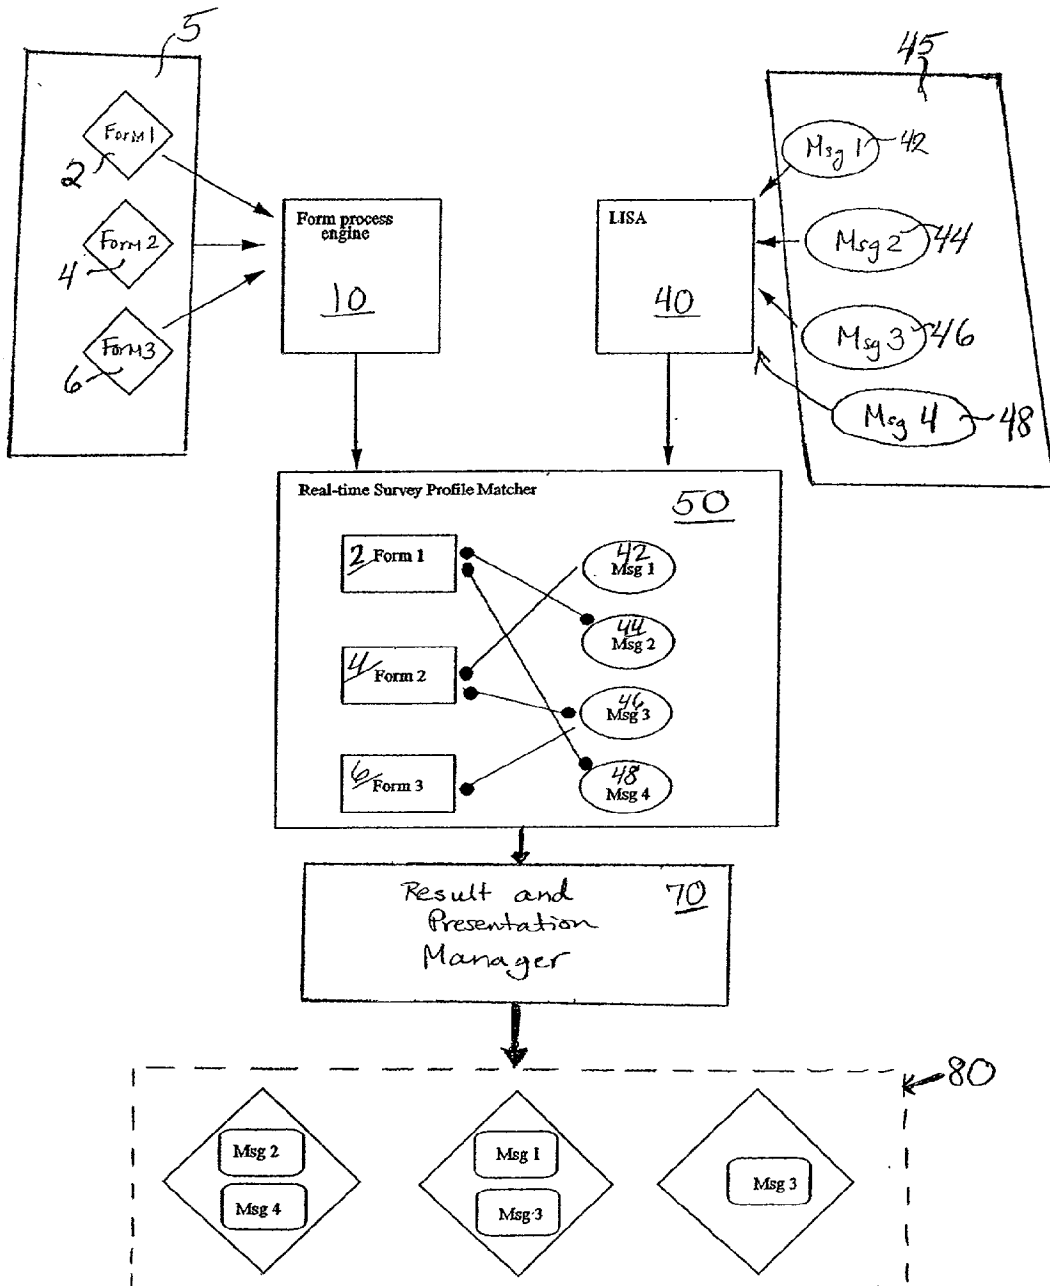 5
45
Form 1
2
Form 2
4
Form 3
6
Form process
engine
10
LISA
40
Msg 1
42
Msg 2
44
Msg 3
46
Msg 4
48
Real-time Survey Profile Matcher
50
2 Form 1
4 Form 2
6 Form 3
42
Msg 1
44
Msg 2
46
Msg 3
48
Msg 4
Result and
Presentation
Manager
70
80
Msg 2
Msg 4
Msg 1
Msg 3
Msg 3